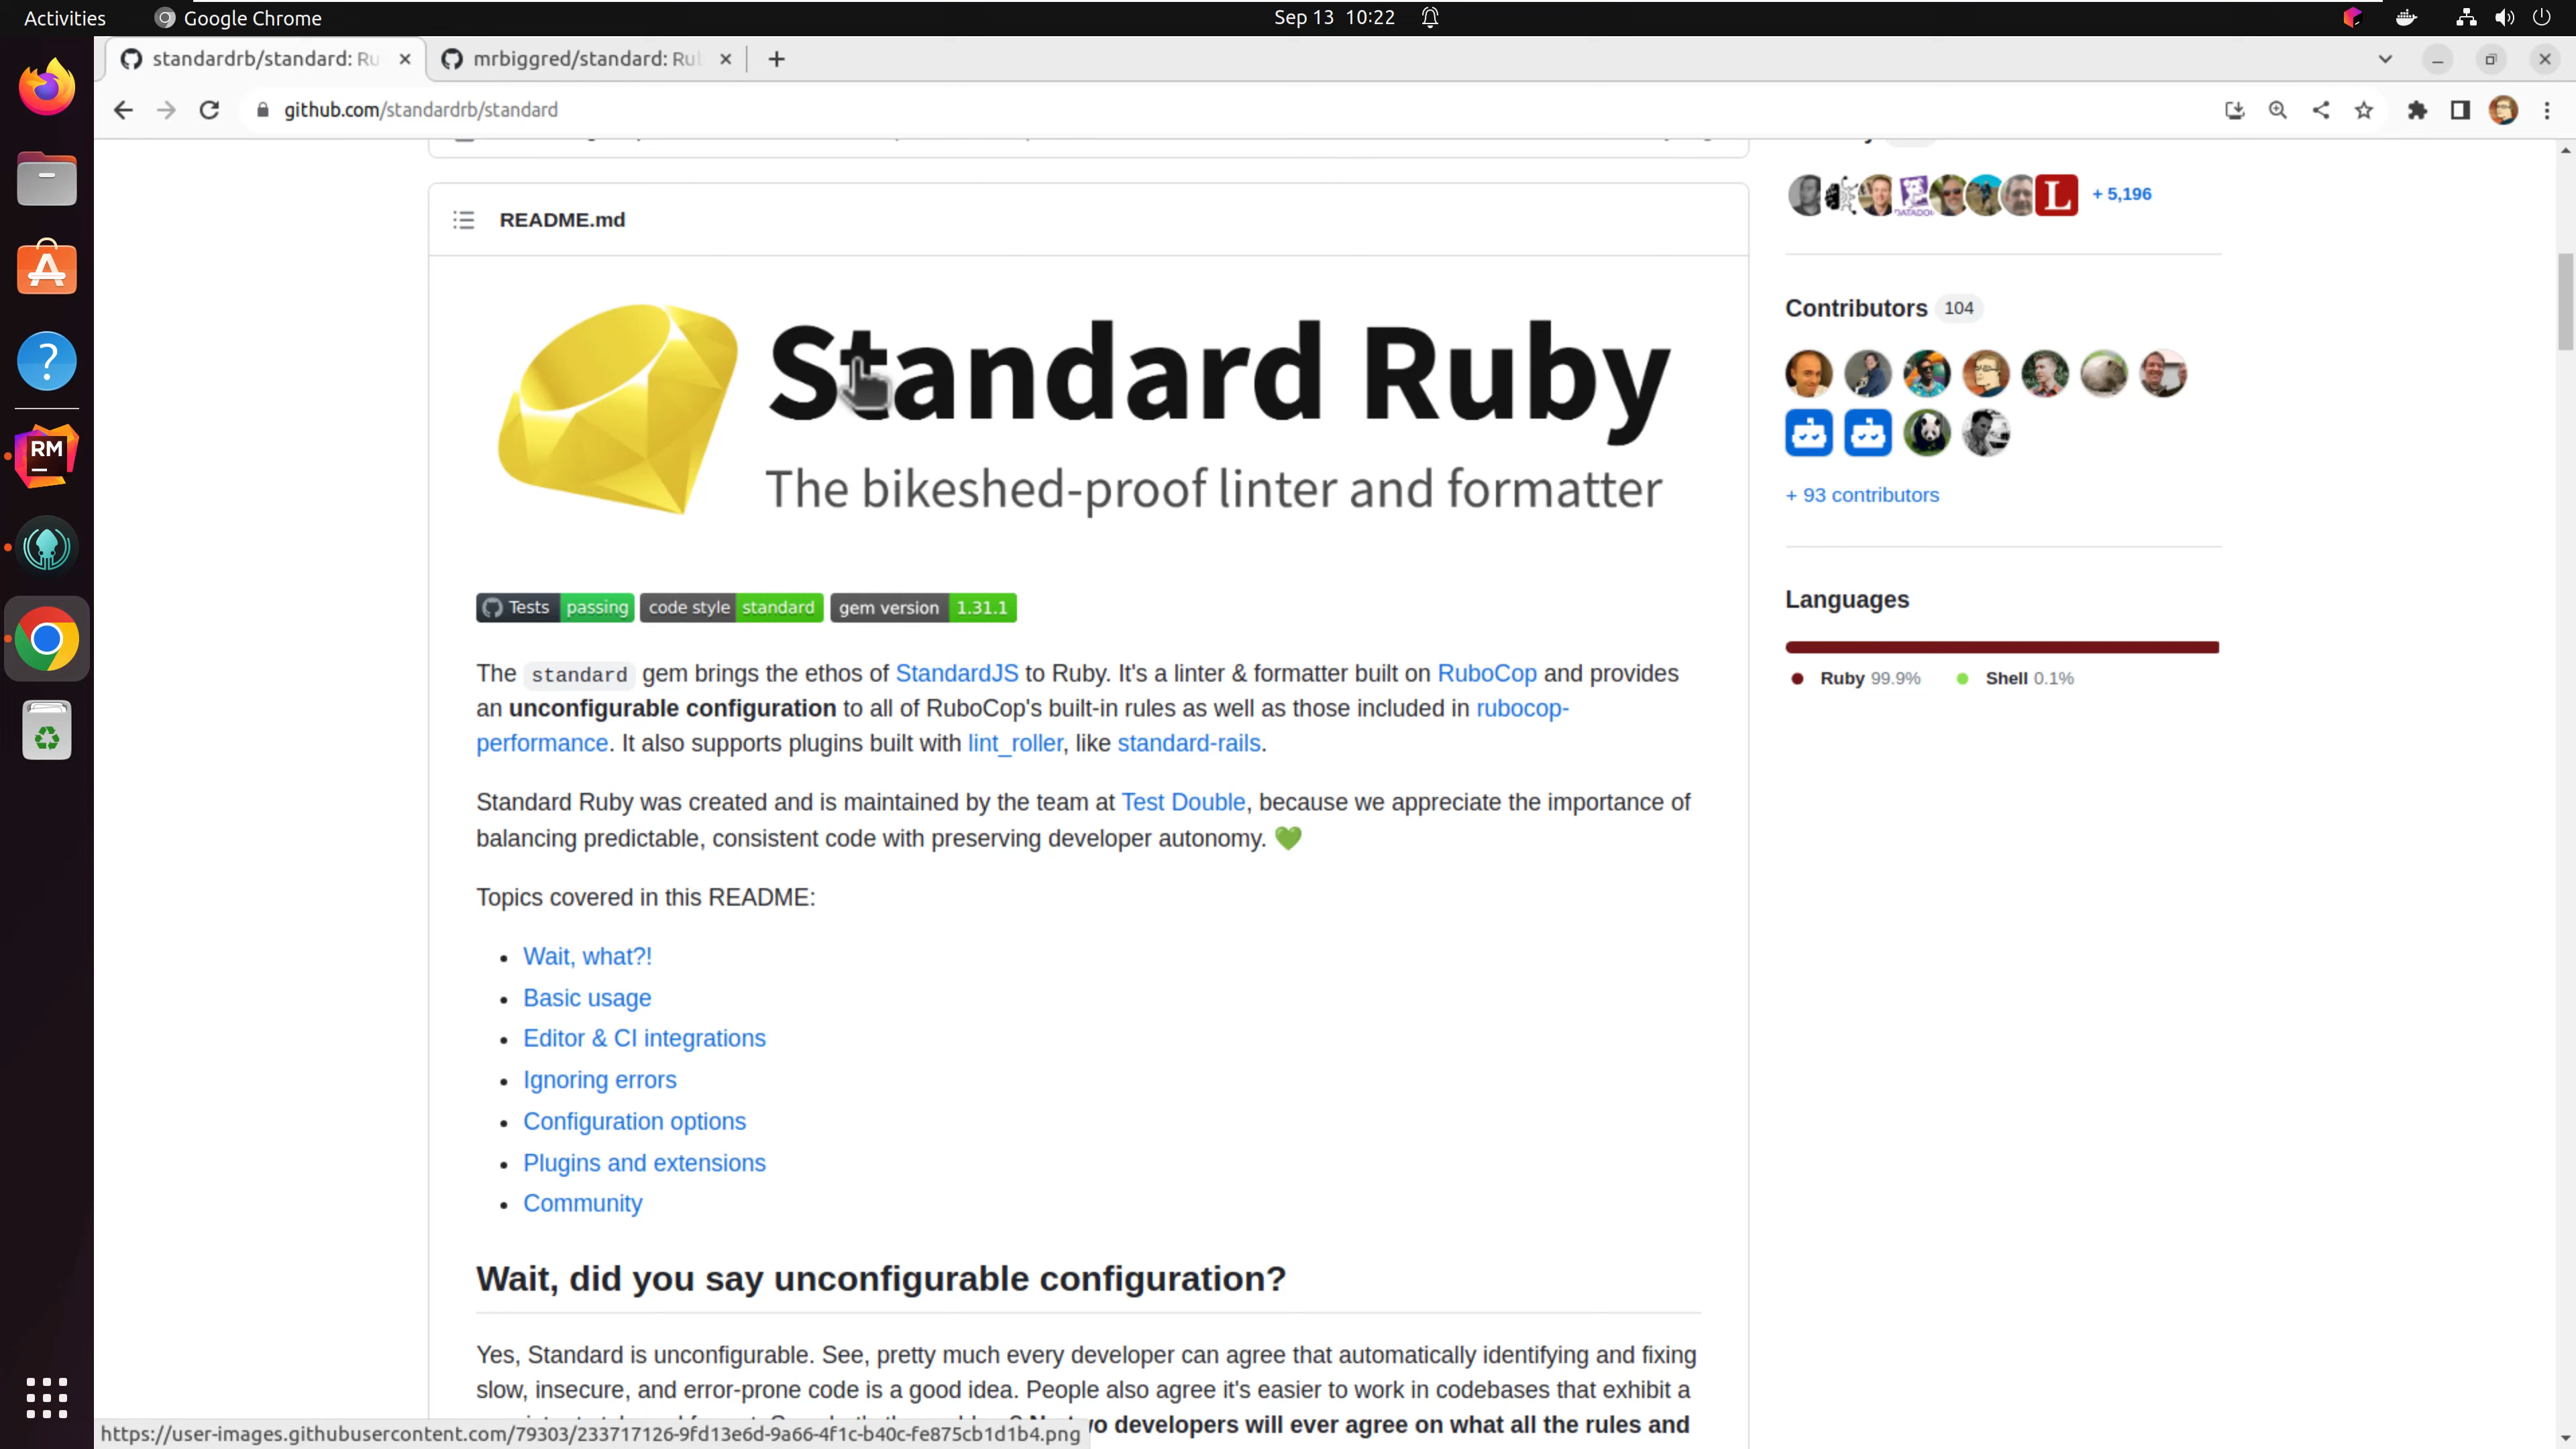 Activities Google Chrome Sep 13 10:22
standardrb/standard: Ru mrbiggred/standard: Rul
github.com/standardrb/standard
README.md
+ 5,196
Standard Ruby
The bikeshed-proof linter and formatter
Contributors 104
+ 93 contributors
Tests passing code style standard gem version 1.31.1
Languages
Ruby 99.9% Shell 0.1%
The standard gem brings the ethos of StandardJS to Ruby. It's a linter & formatter built on RuboCop and provides
an unconfigurable configuration to all of RuboCop's built-in rules as well as those included in rubocop-
performance. It also supports plugins built with lint_roller, like standard-rails.
Standard Ruby was created and is maintained by the team at Test Double, because we appreciate the importance of
balancing predictable, consistent code with preserving developer autonomy. 💚
Topics covered in this README:
Wait, what?!
Basic usage
Editor & CI integrations
Ignoring errors
Configuration options
Plugins and extensions
Community
Wait, did you say unconfigurable configuration?
Yes, Standard is unconfigurable. See, pretty much every developer can agree that automatically identifying and fixing
slow, insecure, and error-prone code is a good idea. People also agree it's easier to work in codebases that exhibit a
developers will ever agree on what all the rules and
https://user-images.githubusercontent.com/79303/233717126-9fd13e6d-9a66-4f1c-b40c-fe875cb1d1b4.png
RM
DATADOG
L